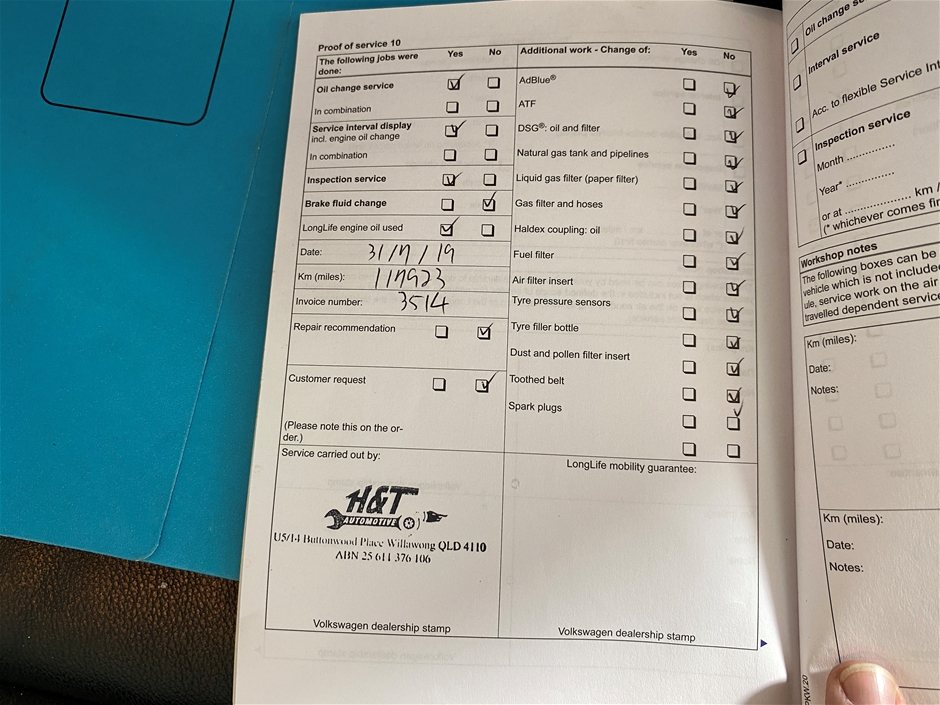 Proof of service 10
The following jobs were done: Yes No
Oil change service
In combination
Service interval display
incl. engine oil change
In combination
Inspection service
Brake fluid change
LongLife engine oil used
Date: 31/7/19
Km (miles): 117923
Invoice number: 3514
Repair recommendation
Customer request
(Please note this on the or-
der.)
Service carried out by:
H&T
AUTOMOTIVE
U5/14 Buttonwood Place Willawong QLD 4110
ABN 25 611 376 106
Volkswagen dealership stamp
Additional work - Change of: Yes No
AdBlue®
ATF
DSG®: oil and filter
Natural gas tank and pipelines
Liquid gas filter (paper filter)
Gas filter and hoses
Haldex coupling: oil
Fuel filter
Air filter insert
Tyre pressure sensors
Tyre filler bottle
Dust and pollen filter insert
Toothed belt
Spark plugs
LongLife mobility guarantee:
Volkswagen dealership stamp
Oil change
Interval service
Acc. to flexible Service
Inspection service
Month ..............
Year* ..............
or at .................. km /
(* whichever comes
Workshop notes
The following boxes can be
vehicle which is not include
ule, service work on the air
travelled dependent
Km (miles):
Date:
Notes:
Km (miles):
Date:
Notes: